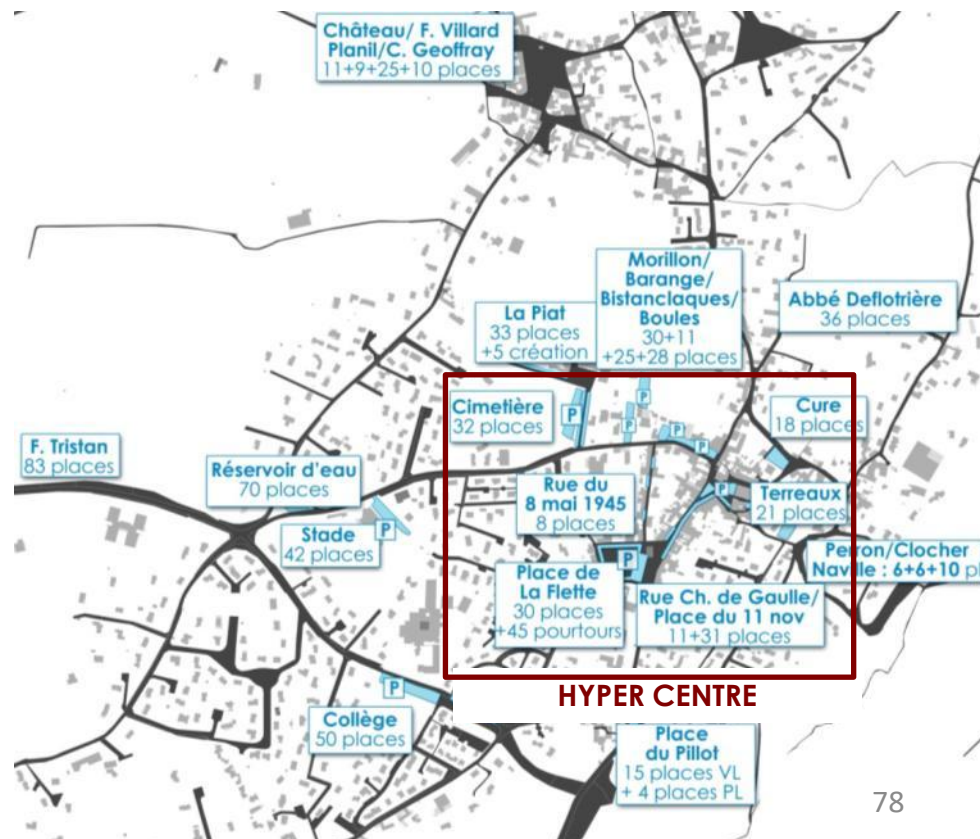 Château/ F. Villard
Planil/C. Geoffray
11+9+25+10 places
Morillon/
Barange/
Bistanclaques/
Boules
30+11
+25+28 places
La Piat
33 places
+5 création
Abbé Deflotrière
36 places
Cimetière
32 places
P
P
P
P
P
Cure
18 places
F. Tristan
83 places
Réservoir d'eau
70 places
Stade
42 places
P
Rue du
8 mai 1945
8 places
P
Terreaux
21 places
Place de
La Flette
30 places
+45 pourtours
P
Rue Ch. de Gaulle/
Place du 11 nov
11+31 places
Perron/Clocher
Naville : 6+6+10 pl
HYPER CENTRE
P
Collège
50 places
Place
du Pillot
15 places VL
+ 4 places PL
78